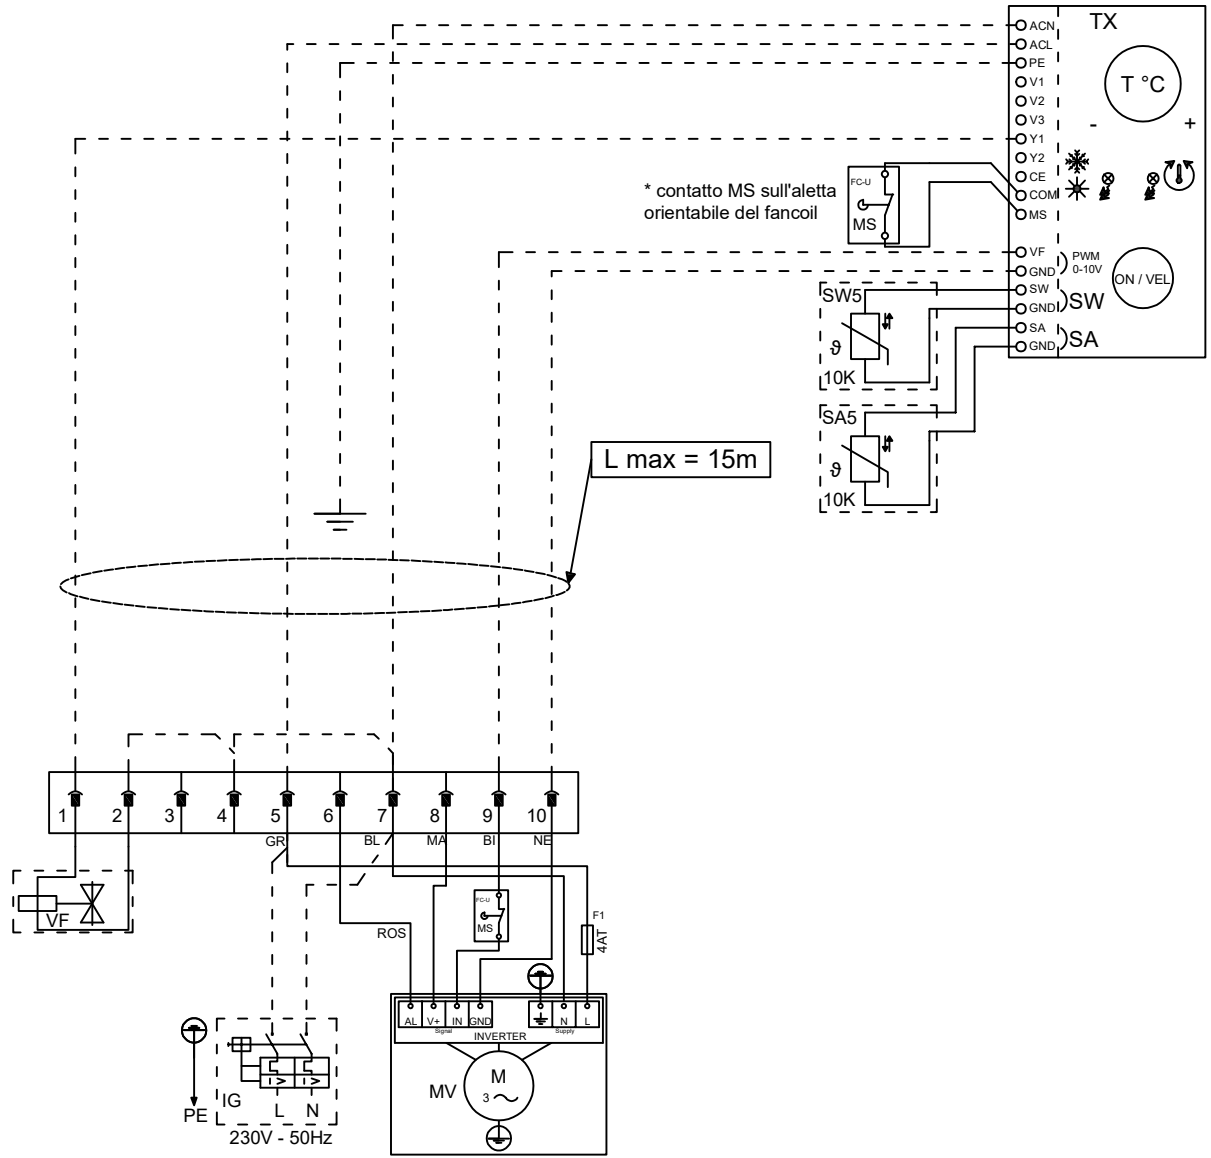 TX
ACN
ACL
PE
V1
V2
V3
Y1
Y2
CE
COM
MS
T °C
- +
VF
GND
PWM
0-10V
ON / VEL
SW
GND
SW
SA
GND
SA
FC-U
MS
* contatto MS sull'aletta
orientabile del fancoil
SW5
ϑ
10K
SA5
ϑ
10K
L max = 15m
1 2 3 4 5 6 7 8 9 10
GR BL MA BI NE
VF
FC-U
MS
F1
4AT
ROS
AL V+ IN GND N L
Signal Supply
INVERTER
MV
M
3
PE
IG
I > I >
L N
230V - 50Hz